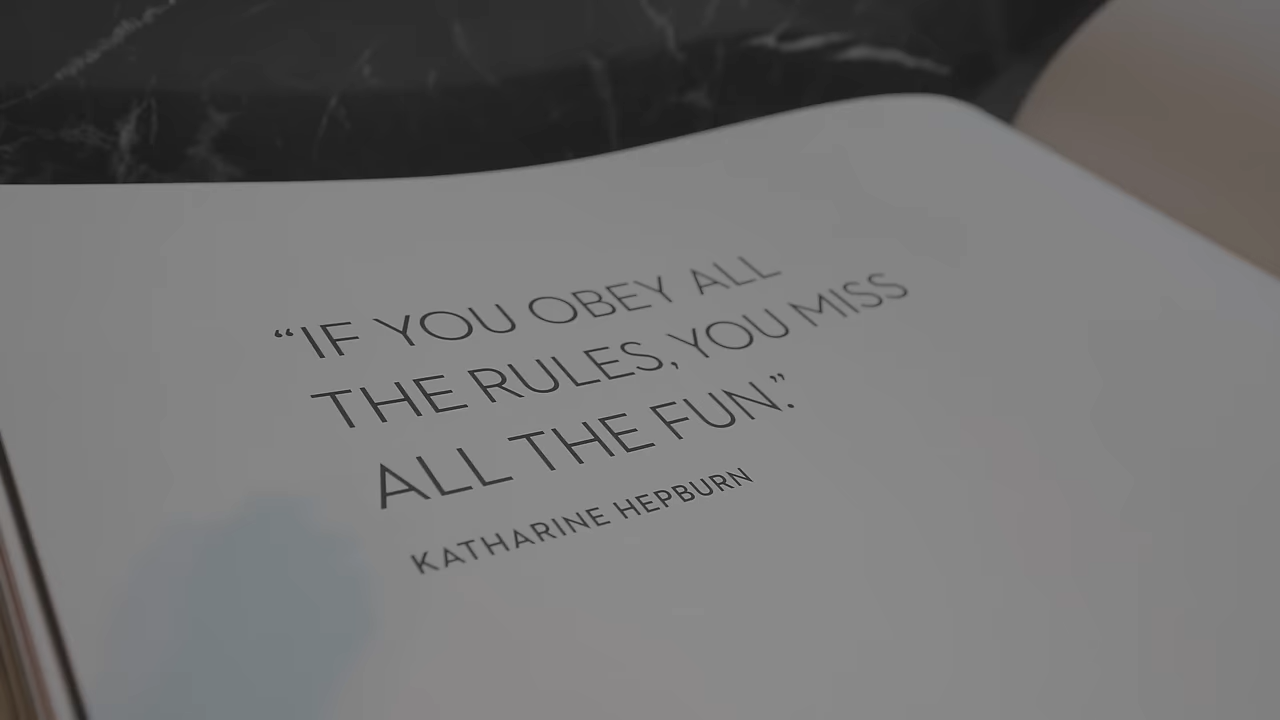 “IF YOU OBEY ALL
THE RULES, YOU MISS
ALL THE FUN.”
KATHARINE HEPBURN